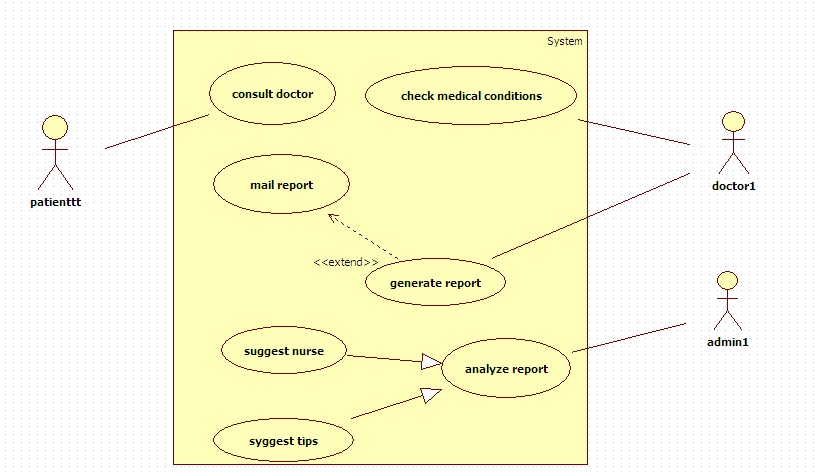 System
consult doctor
check medical conditions
patienttt
mail report
doctor1
<<extend>>
generate report
admin1
suggest nurse
analyze report
syggest tips